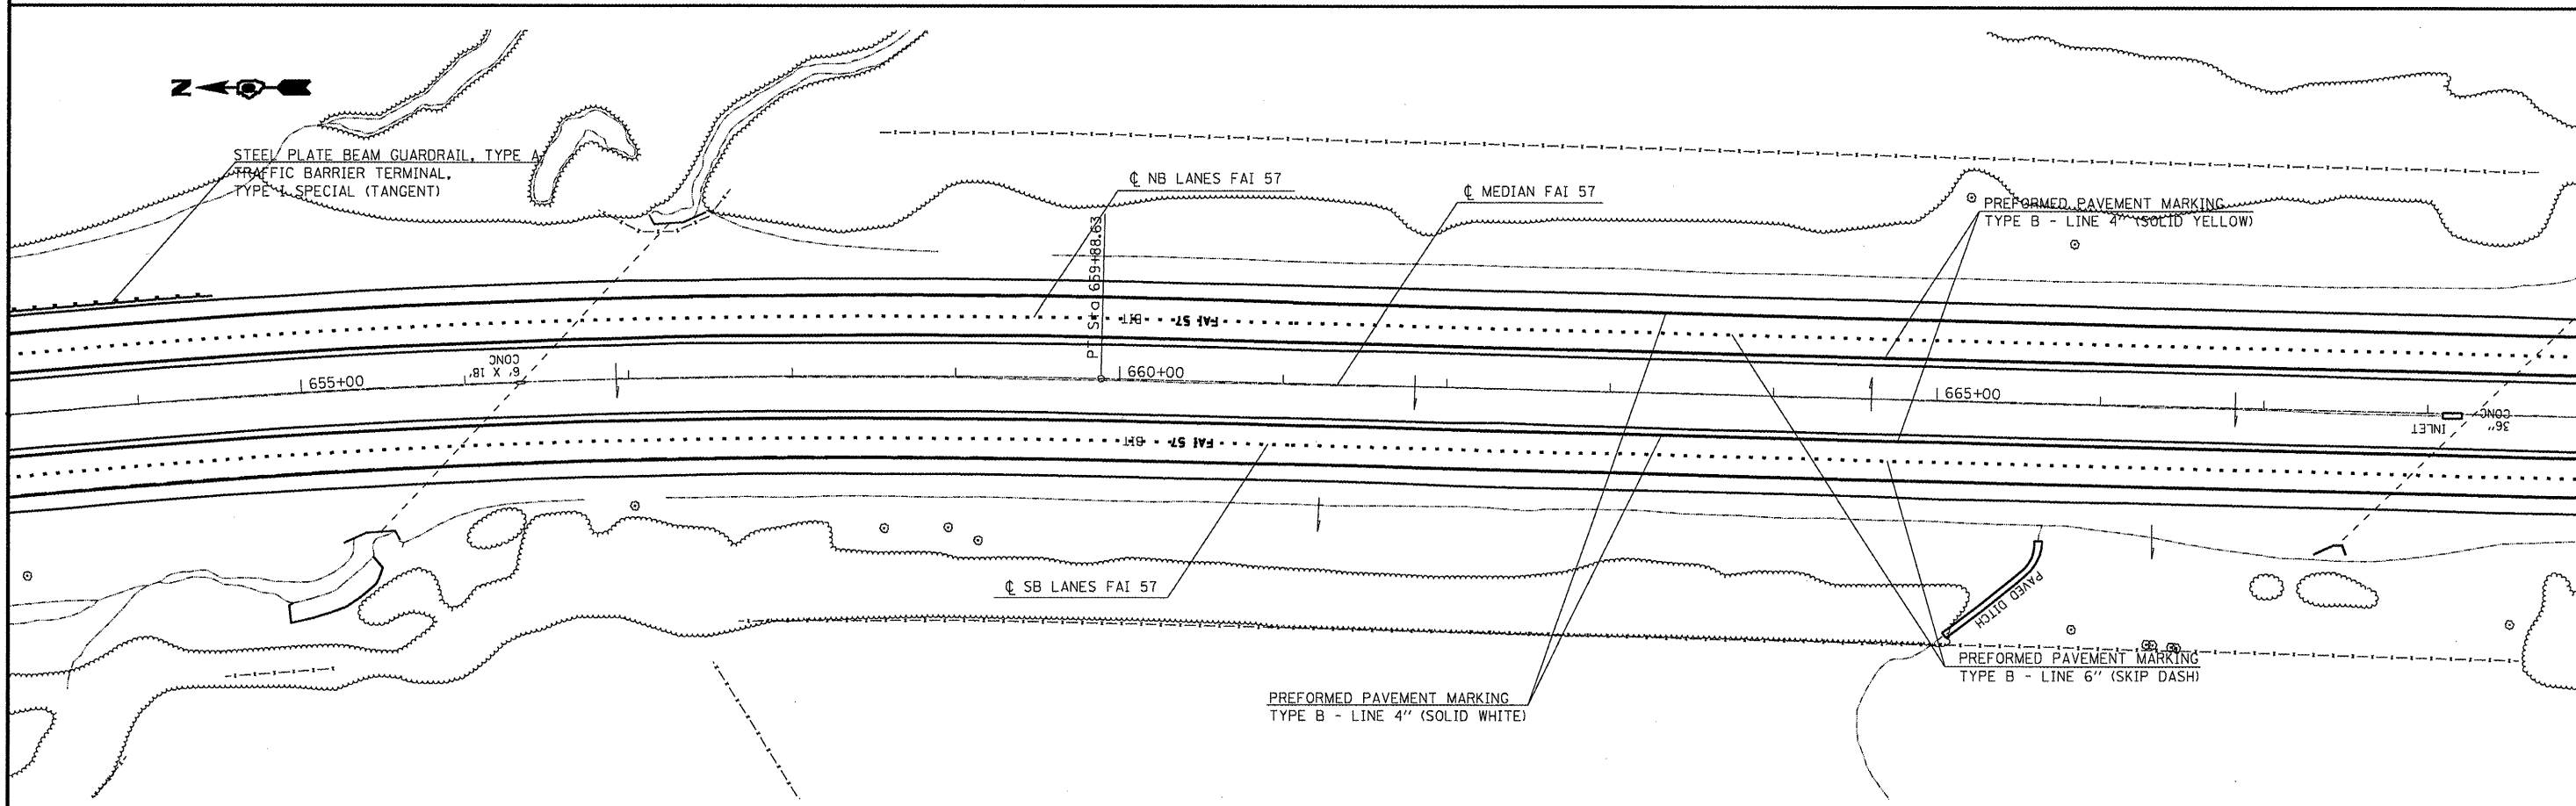 N
STEEL PLATE BEAM GUARDRAIL, TYPE A
TRAFFIC BARRIER TERMINAL,
TYPE 1 SPECIAL (TANGENT)
℄ NB LANES FAI 57
℄ MEDIAN FAI 57
PREFORMED PAVEMENT MARKING
TYPE B - LINE 4" (SOLID YELLOW)
PT Sta 659+88.63
BIT
FAI 57
6' X 18'
CONC
655+00
660+00
665+00
36"
CONC
INLET
BIT
FAI 57
℄ SB LANES FAI 57
PAVED DITCH
PREFORMED PAVEMENT MARKING
TYPE B - LINE 6" (SKIP DASH)
PREFORMED PAVEMENT MARKING
TYPE B - LINE 4" (SOLID WHITE)